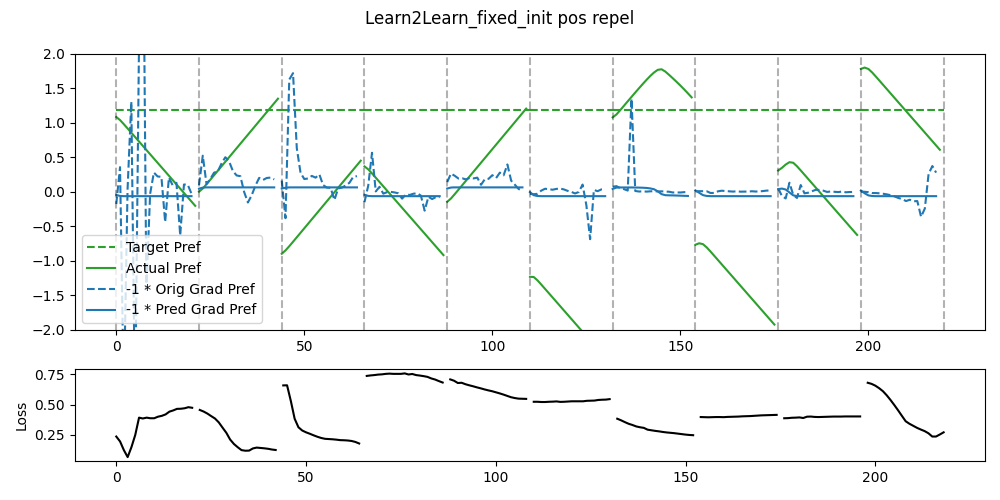 Learn2Learn_fixed_init pos repel
2.0
1.5
1.0
0.5
0.0
−0.5
−1.0
−1.5
−2.0
Target Pref
Actual Pref
-1 * Orig Grad Pref
-1 * Pred Grad Pref
0 50 100 150 200
Loss
0.75
0.50
0.25
0 50 100 150 200